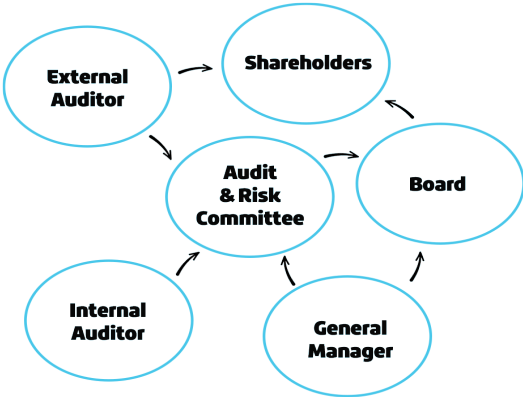 External
Auditor
Shareholders
Audit
& Risk
Committee
Board
Internal
Auditor
General
Manager